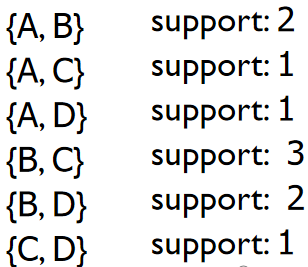 {A, B} support: 2
{A, C} support: 1
{A, D} support: 1
{B, C} support: 3
{B, D} support: 2
{C, D} support: 1